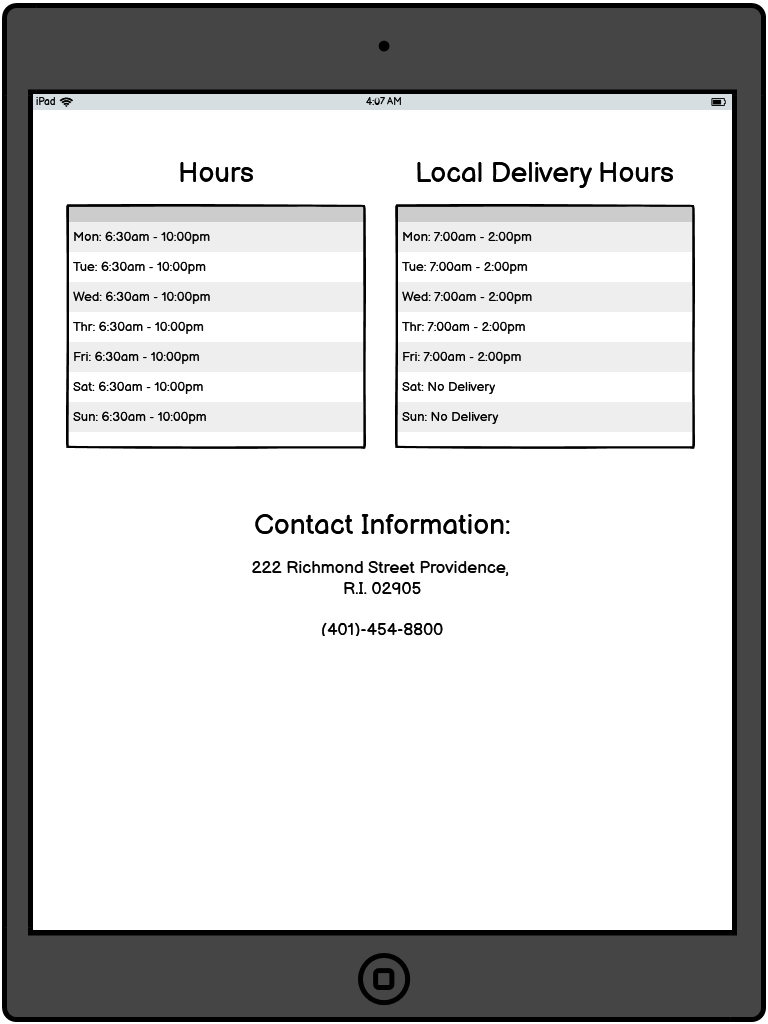 iPad
4:07 AM
Hours
Mon: 6:30am - 10:00pm
Tue: 6:30am - 10:00pm
Wed: 6:30am - 10:00pm
Thr: 6:30am - 10:00pm
Fri: 6:30am - 10:00pm
Sat: 6:30am - 10:00pm
Sun: 6:30am - 10:00pm
Local Delivery Hours
Mon: 7:00am - 2:00pm
Tue: 7:00am - 2:00pm
Wed: 7:00am - 2:00pm
Thr: 7:00am - 2:00pm
Fri: 7:00am - 2:00pm
Sat: No Delivery
Sun: No Delivery
Contact Information:
222 Richmond Street Providence,
R.I. 02905
(401)-454-8800